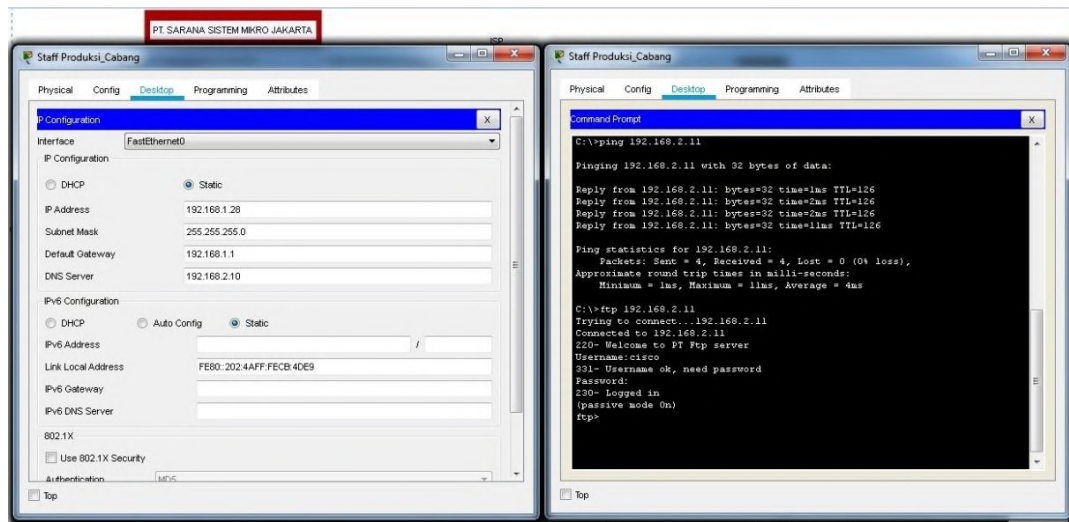 PT. SARANA SISTEM MIKRO JAKARTA
ISP
Staff Produksi_Cabang
Physical Config Desktop Programming Attributes
IP Configuration
X
Interface FastEthernet0
IP Configuration
DHCP Static
IP Address 192.168.1.28
Subnet Mask 255.255.255.0
Default Gateway 192.168.1.1
DNS Server 192.168.2.10
IPv6 Configuration
DHCP Auto Config Static
IPv6 Address /
Link Local Address FE80::202:4AFF:FECB:4DE9
IPv6 Gateway
IPv6 DNS Server
802.1X
Use 802.1X Security
Authentication MD5
Top
Staff Produksi_Cabang
Physical Config Desktop Programming Attributes
Command Prompt
X
C:\>ping 192.168.2.11
Pinging 192.168.2.11 with 32 bytes of data:
Reply from 192.168.2.11: bytes=32 time=1ms TTL=126
Reply from 192.168.2.11: bytes=32 time=2ms TTL=126
Reply from 192.168.2.11: bytes=32 time=2ms TTL=126
Reply from 192.168.2.11: bytes=32 time=11ms TTL=126
Ping statistics for 192.168.2.11:
Packets: Sent = 4, Received = 4, Lost = 0 (0% loss),
Approximate round trip times in milli-seconds:
Minimum = 1ms, Maximum = 11ms, Average = 4ms
C:\>ftp 192.168.2.11
Trying to connect...192.168.2.11
Connected to 192.168.2.11
220- Welcome to PT Ftp server
Username:cisco
331- Username ok, need password
Password:
230- Logged in
(passive mode On)
ftp>
Top